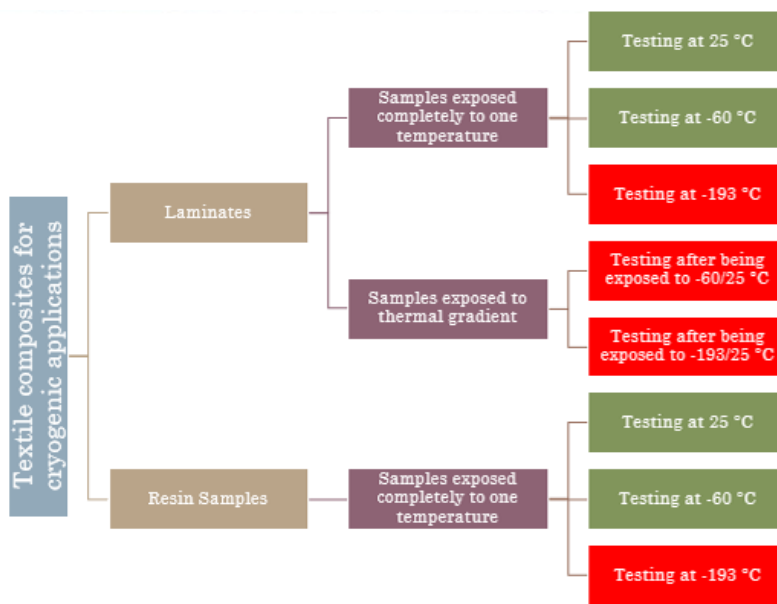 Textile composites for
cryogenic applications
Laminates
Samples exposed
completely to one
temperature
Testing at 25 °C
Testing at -60 °C
Testing at -193 °C
Samples exposed to
thermal gradient
Testing after being
exposed to -60/25 °C
Testing after being
exposed to -193/25 °C
Resin Samples
Samples exposed
completely to one
temperature
Testing at 25 °C
Testing at -60 °C
Testing at -193 °C